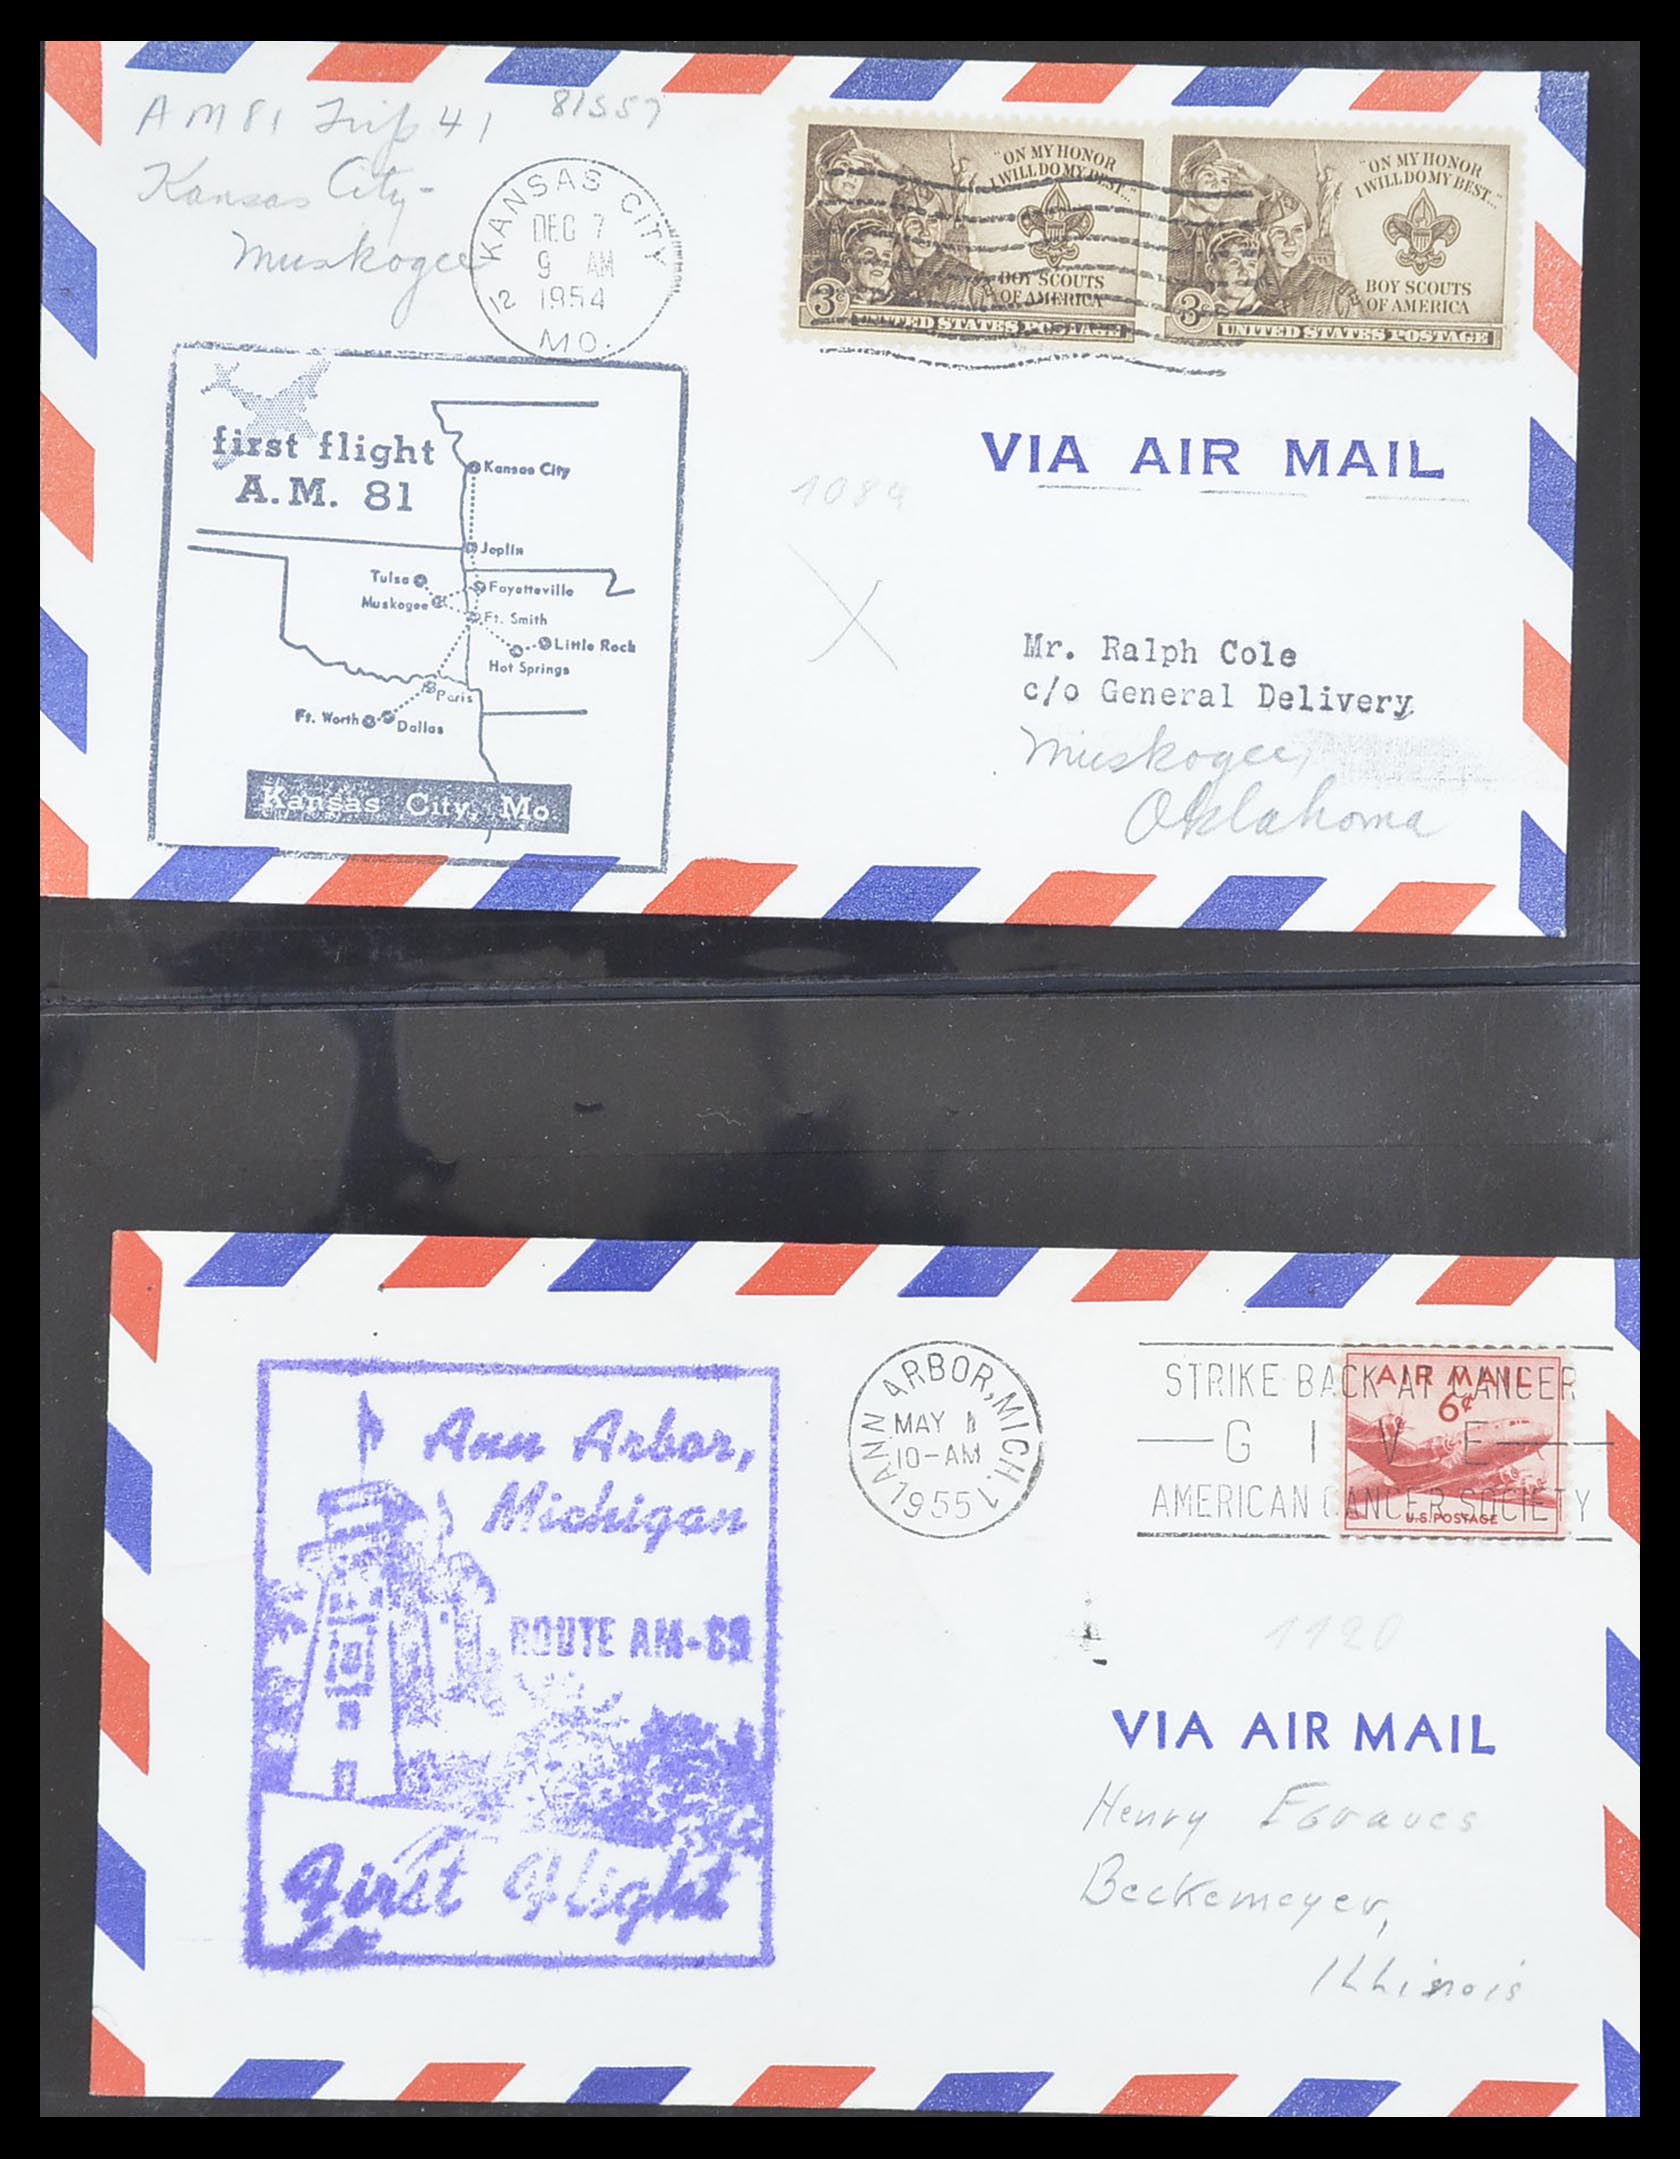 A M 81 Trip 41
81S57
Kansas City-
Muskogee
KANSAS CITY
DEC 7
9 AM
1954
12
MO.
"ON MY HONOR
I WILL DO MY BEST..."
BOY SCOUTS
OF AMERICA
3¢
UNITED STATES POSTAGE
"ON MY HONOR
I WILL DO MY BEST..."
BOY SCOUTS
OF AMERICA
3¢
UNITED STATES POSTAGE
first flight
A.M. 81
Kansas City
Joplin
Tulsa
Fayetteville
Muskogee
Ft. Smith
Little Rock
Hot Springs
Paris
Ft. Worth
Dallas
Kansas City, Mo.
VIA AIR MAIL
1089
Mr. Ralph Cole
c/o General Delivery
Muskogee,
Oklahoma
Ann Arbor,
Michigan
ROUTE AM-
First Flight
ANN ARBOR, MICH.
MAY 1
10-AM
1955
STRIKE BACK AT CANCER
GIVE
AMERICAN CANCER SOCIETY
AIR MAIL
6¢
U.S. POSTAGE
1120
VIA AIR MAIL
Henry
Beckemeyer,
Illinois